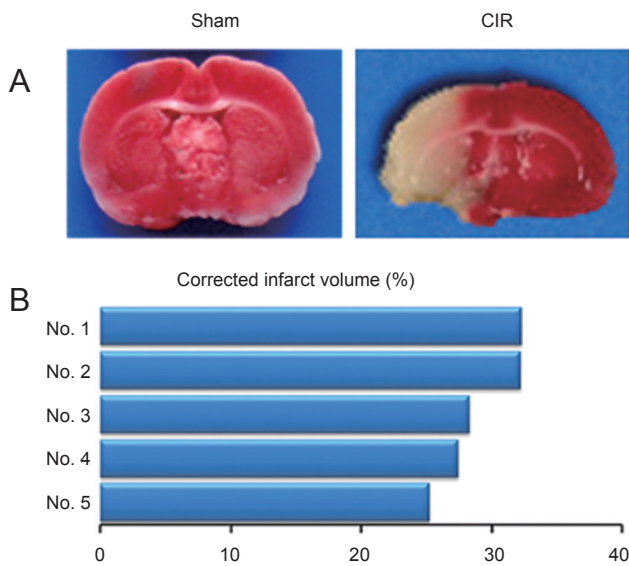 Sham CIR
A
Corrected infarct volume (%)
B
No. 1
No. 2
No. 3
No. 4
No. 5
0 10 20 30 40